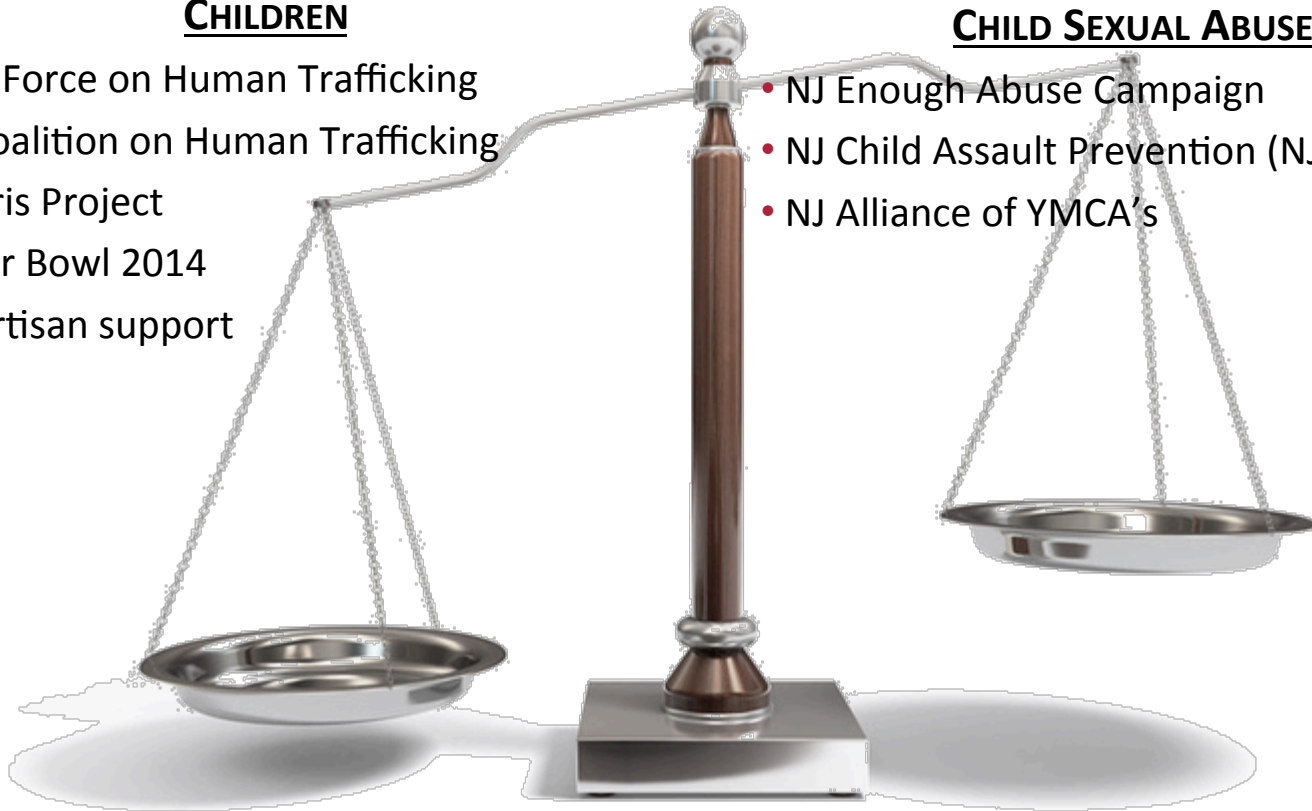 CHILDREN
Force on Human Trafficking
oalition on Human Trafficking
ris Project
r Bowl 2014
rtisan support
CHILD SEXUAL ABUSE
• NJ Enough Abuse Campaign
• NJ Child Assault Prevention (NJ
• NJ Alliance of YMCA’s